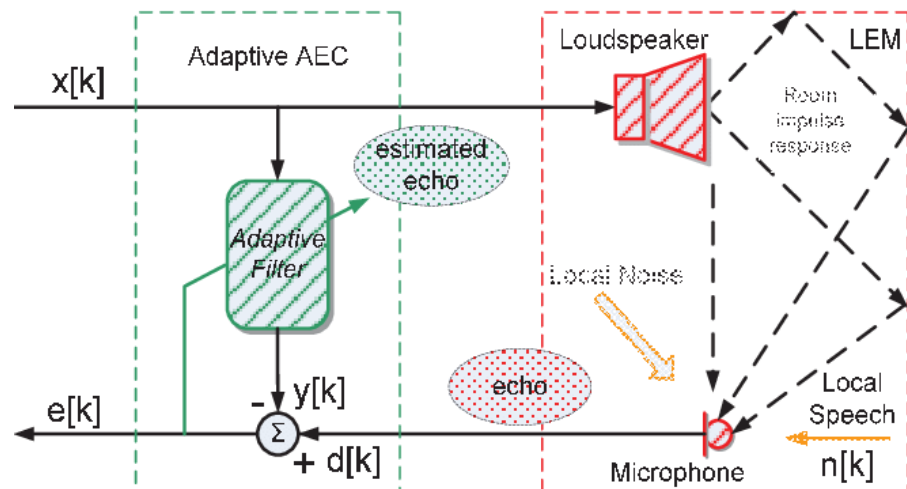 Adaptive AEC
Loudspeaker
LEM
x[k]
Room
impulse
response
estimated
echo
Adaptive
Filter
Local Noise
echo
Local
Speech
e[k]
-
y[k]
Σ
+ d[k]
Microphone
n[k]